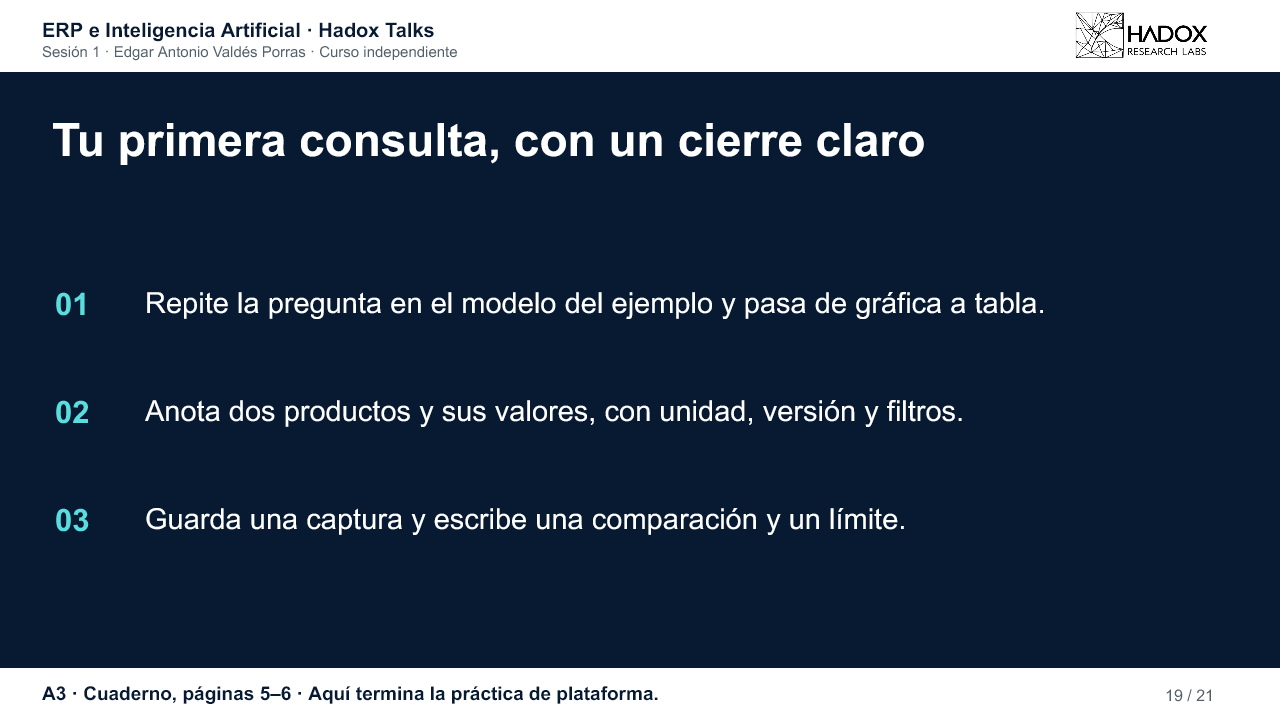 ERP e Inteligencia Artificial · Hadox Talks
Sesión 1 · Edgar Antonio Valdés Porras · Curso independiente
HADOX
RESEARCH LABS
Tu primera consulta, con un cierre claro
01 Repite la pregunta en el modelo del ejemplo y pasa de gráfica a tabla.
02 Anota dos productos y sus valores, con unidad, versión y filtros.
03 Guarda una captura y escribe una comparación y un límite.
A3 · Cuaderno, páginas 5–6 · Aquí termina la práctica de plataforma.
19 / 21